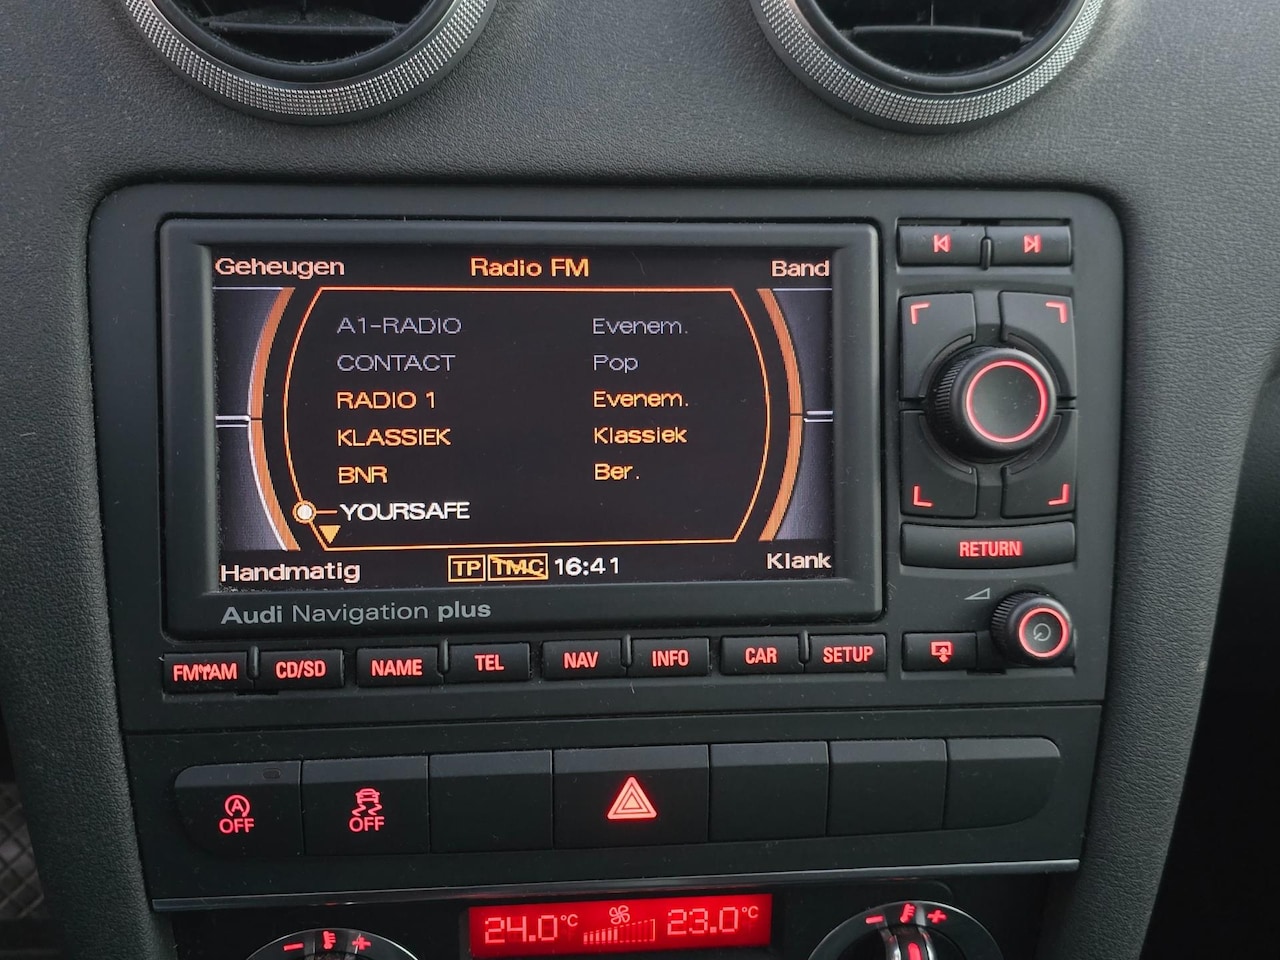 Geheugen Radio FM Band
A1-RADIO Evenem.
CONTACT Pop
RADIO 1 Evenem.
KLASSIEK Klassiek
BNR Ber.
YOURSAFE
Handmatig TP TMC 16:41 Klank
Audi Navigation plus
RETURN
FM/AM CD/SD NAME TEL NAV INFO CAR SETUP
A OFF OFF
24.0°C 23.0°C